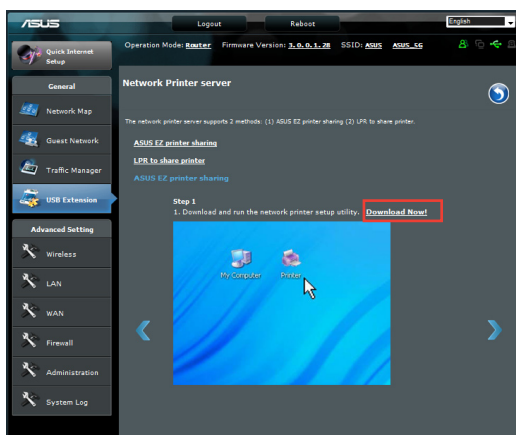 ASUS
Logout
Reboot
English
Quick Internet
Setup
Operation Mode: Router Firmware Version: 3.0.0.1.28 SSID: ASUS ASUS_5G
General
Network Map
Guest Network
Traffic Manager
USB Extension
Advanced Setting
Wireless
LAN
WAN
Firewall
Administration
System Log
Network Printer server
The network printer server supports 2 methods: (1) ASUS EZ printer sharing (2) LPR to share printer.
ASUS EZ printer sharing
LPR to share printer
ASUS EZ printer sharing
Step 1
1. Download and run the network printer setup utility. Download Now!
My Computer
Printer